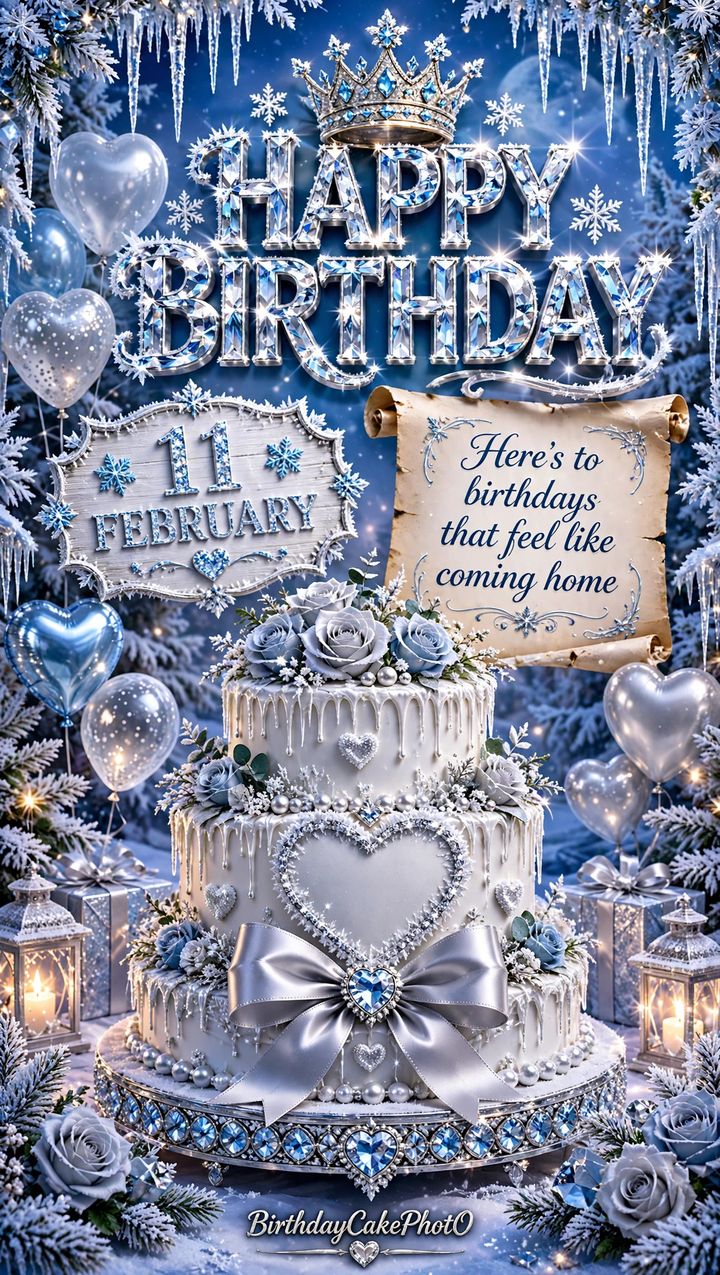 HAPPY
BIRTHDAY
11
FEBRUARY
Here's to
birthdays
that feel like
coming home
BirthdayCakePhotO